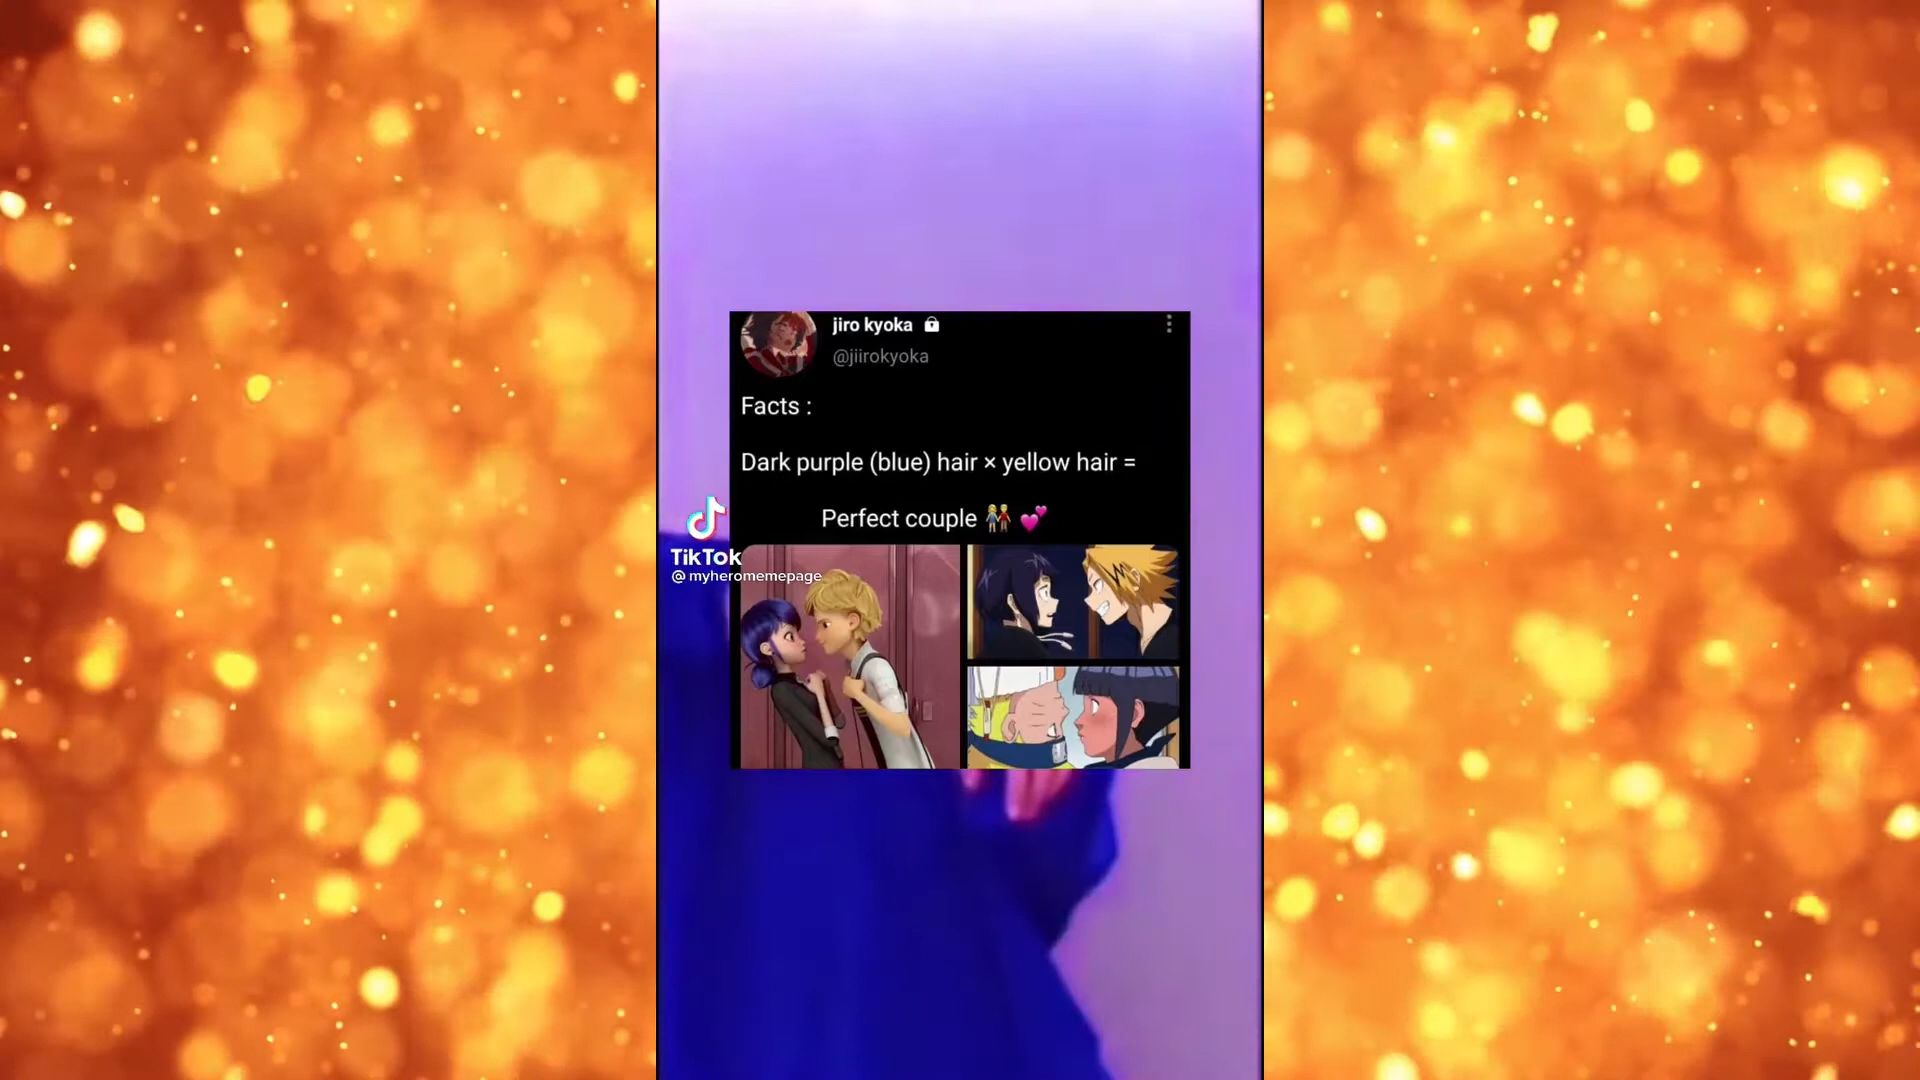 jiro kyoka
@jiirokyoka
Facts :
Dark purple (blue) hair × yellow hair =
Perfect couple 👫 💕
TikTok
@ myheromemepage